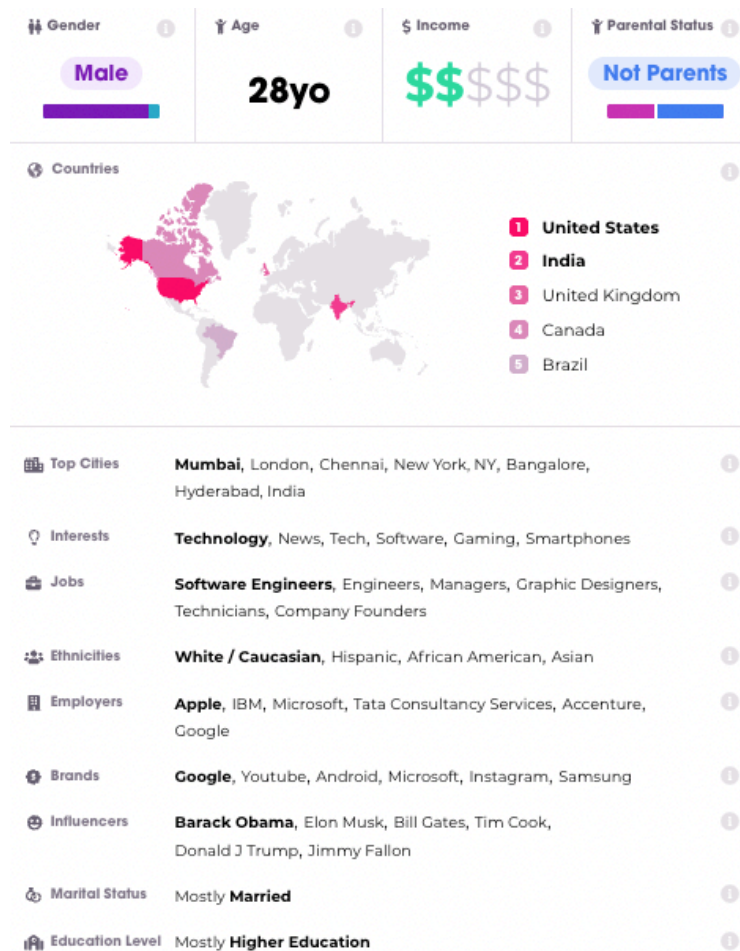 Gender
Age
$ Income
Parental Status
Male
28yo
$$$$$
Not Parents
Countries
1 United States
2 India
3 United Kingdom
4 Canada
5 Brazil
Top Cities
Mumbai, London, Chennai, New York, NY, Bangalore,
Hyderabad, India
Interests
Technology, News, Tech, Software, Gaming, Smartphones
Jobs
Software Engineers, Engineers, Managers, Graphic Designers,
Technicians, Company Founders
Ethnicities
White / Caucasian, Hispanic, African American, Asian
Employers
Apple, IBM, Microsoft, Tata Consultancy Services, Accenture,
Google
Brands
Google, Youtube, Android, Microsoft, Instagram, Samsung
Influencers
Barack Obama, Elon Musk, Bill Gates, Tim Cook,
Donald J Trump, Jimmy Fallon
Marital Status
Mostly Married
Education Level
Mostly Higher Education